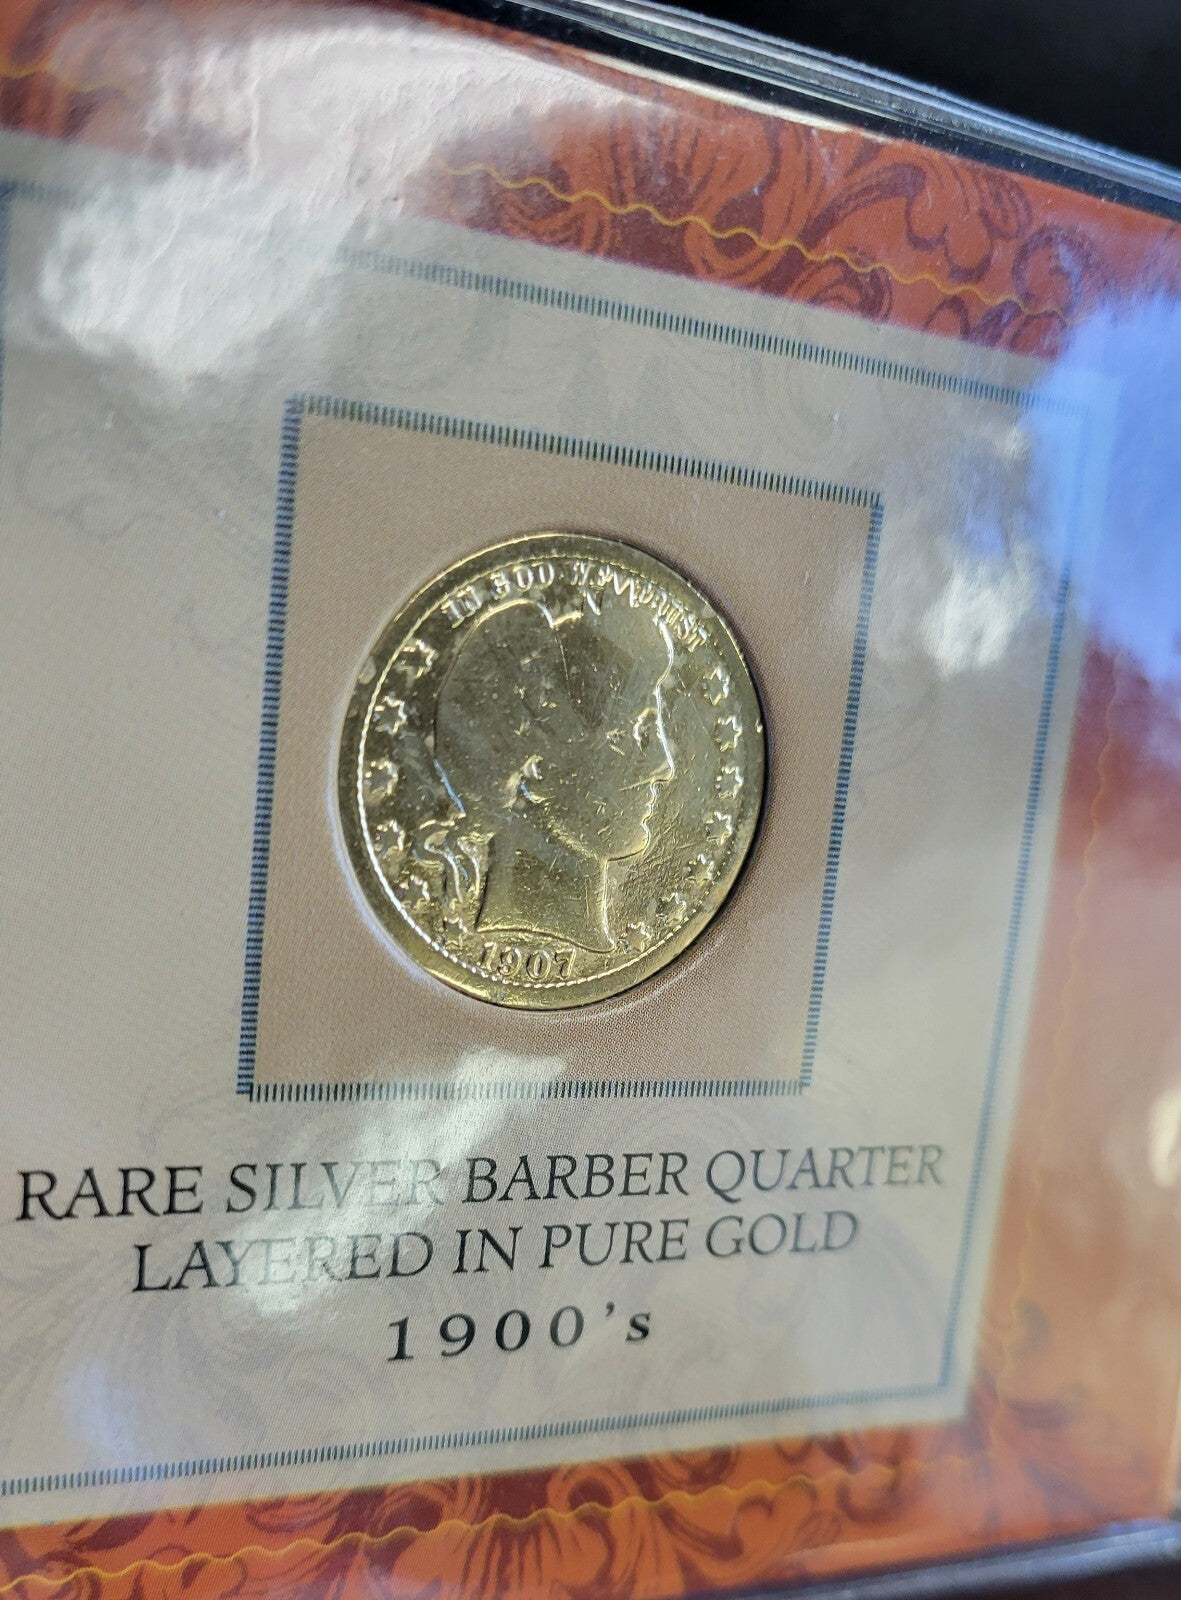 IN GOD WE TRUST
1907
RARE SILVER BARBER QUARTER
LAYERED IN PURE GOLD
1900's